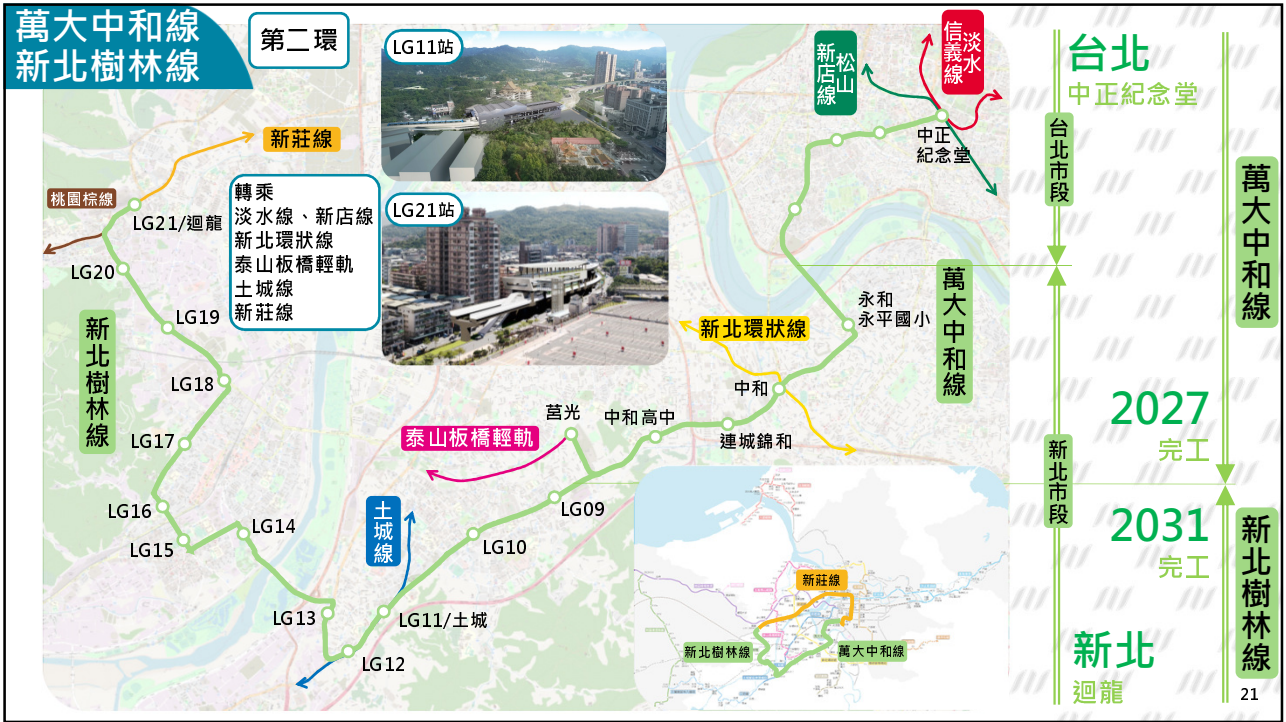 萬大中和線
新北樹林線
第二環
LG11站
LG21站
新莊線
桃園棕線
LG21/迴龍
轉乘
淡水線、新店線
新北環狀線
泰山板橋輕軌
土城線
新莊線
LG20
LG19
LG18
LG17
LG16
LG15
LG14
LG13
LG12
LG11/土城
LG10
LG09
新北樹林線
土城線
泰山板橋輕軌
莒光
中和高中
連城錦和
中和
新北環狀線
永和
永平國小
萬大中和線
松山
新店線
淡水
信義線
中正
紀念堂
新莊線
新北樹林線
萬大中和線
台北
中正紀念堂
台北市段
萬大中和線
2027
完工
新北市段
2031
完工
新北樹林線
新北
迴龍
21